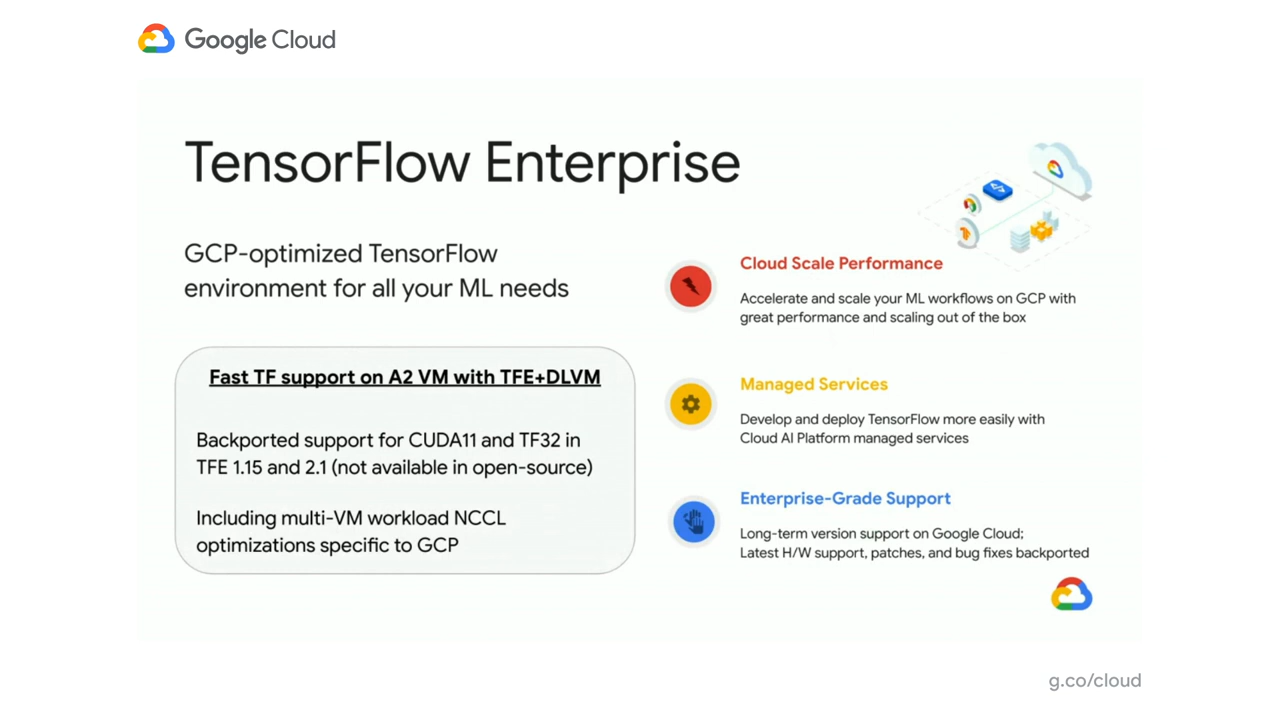 Google Cloud
TensorFlow Enterprise
GCP-optimized TensorFlow
environment for all your ML needs
Fast TF support on A2 VM with TFE+DLVM
Backported support for CUDA11 and TF32 in
TFE 1.15 and 2.1 (not available in open-source)
Including multi-VM workload NCCL
optimizations specific to GCP
Cloud Scale Performance
Accelerate and scale your ML workflows on GCP with
great performance and scaling out of the box
Managed Services
Develop and deploy TensorFlow more easily with
Cloud AI Platform managed services
Enterprise-Grade Support
Long-term version support on Google Cloud;
Latest H/W support, patches, and bug fixes backported
g.co/cloud